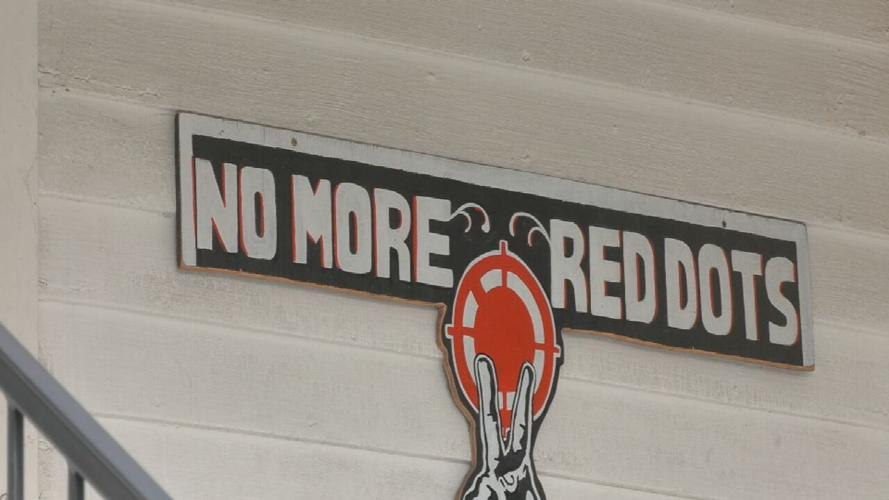 NO MORE RED DOTS